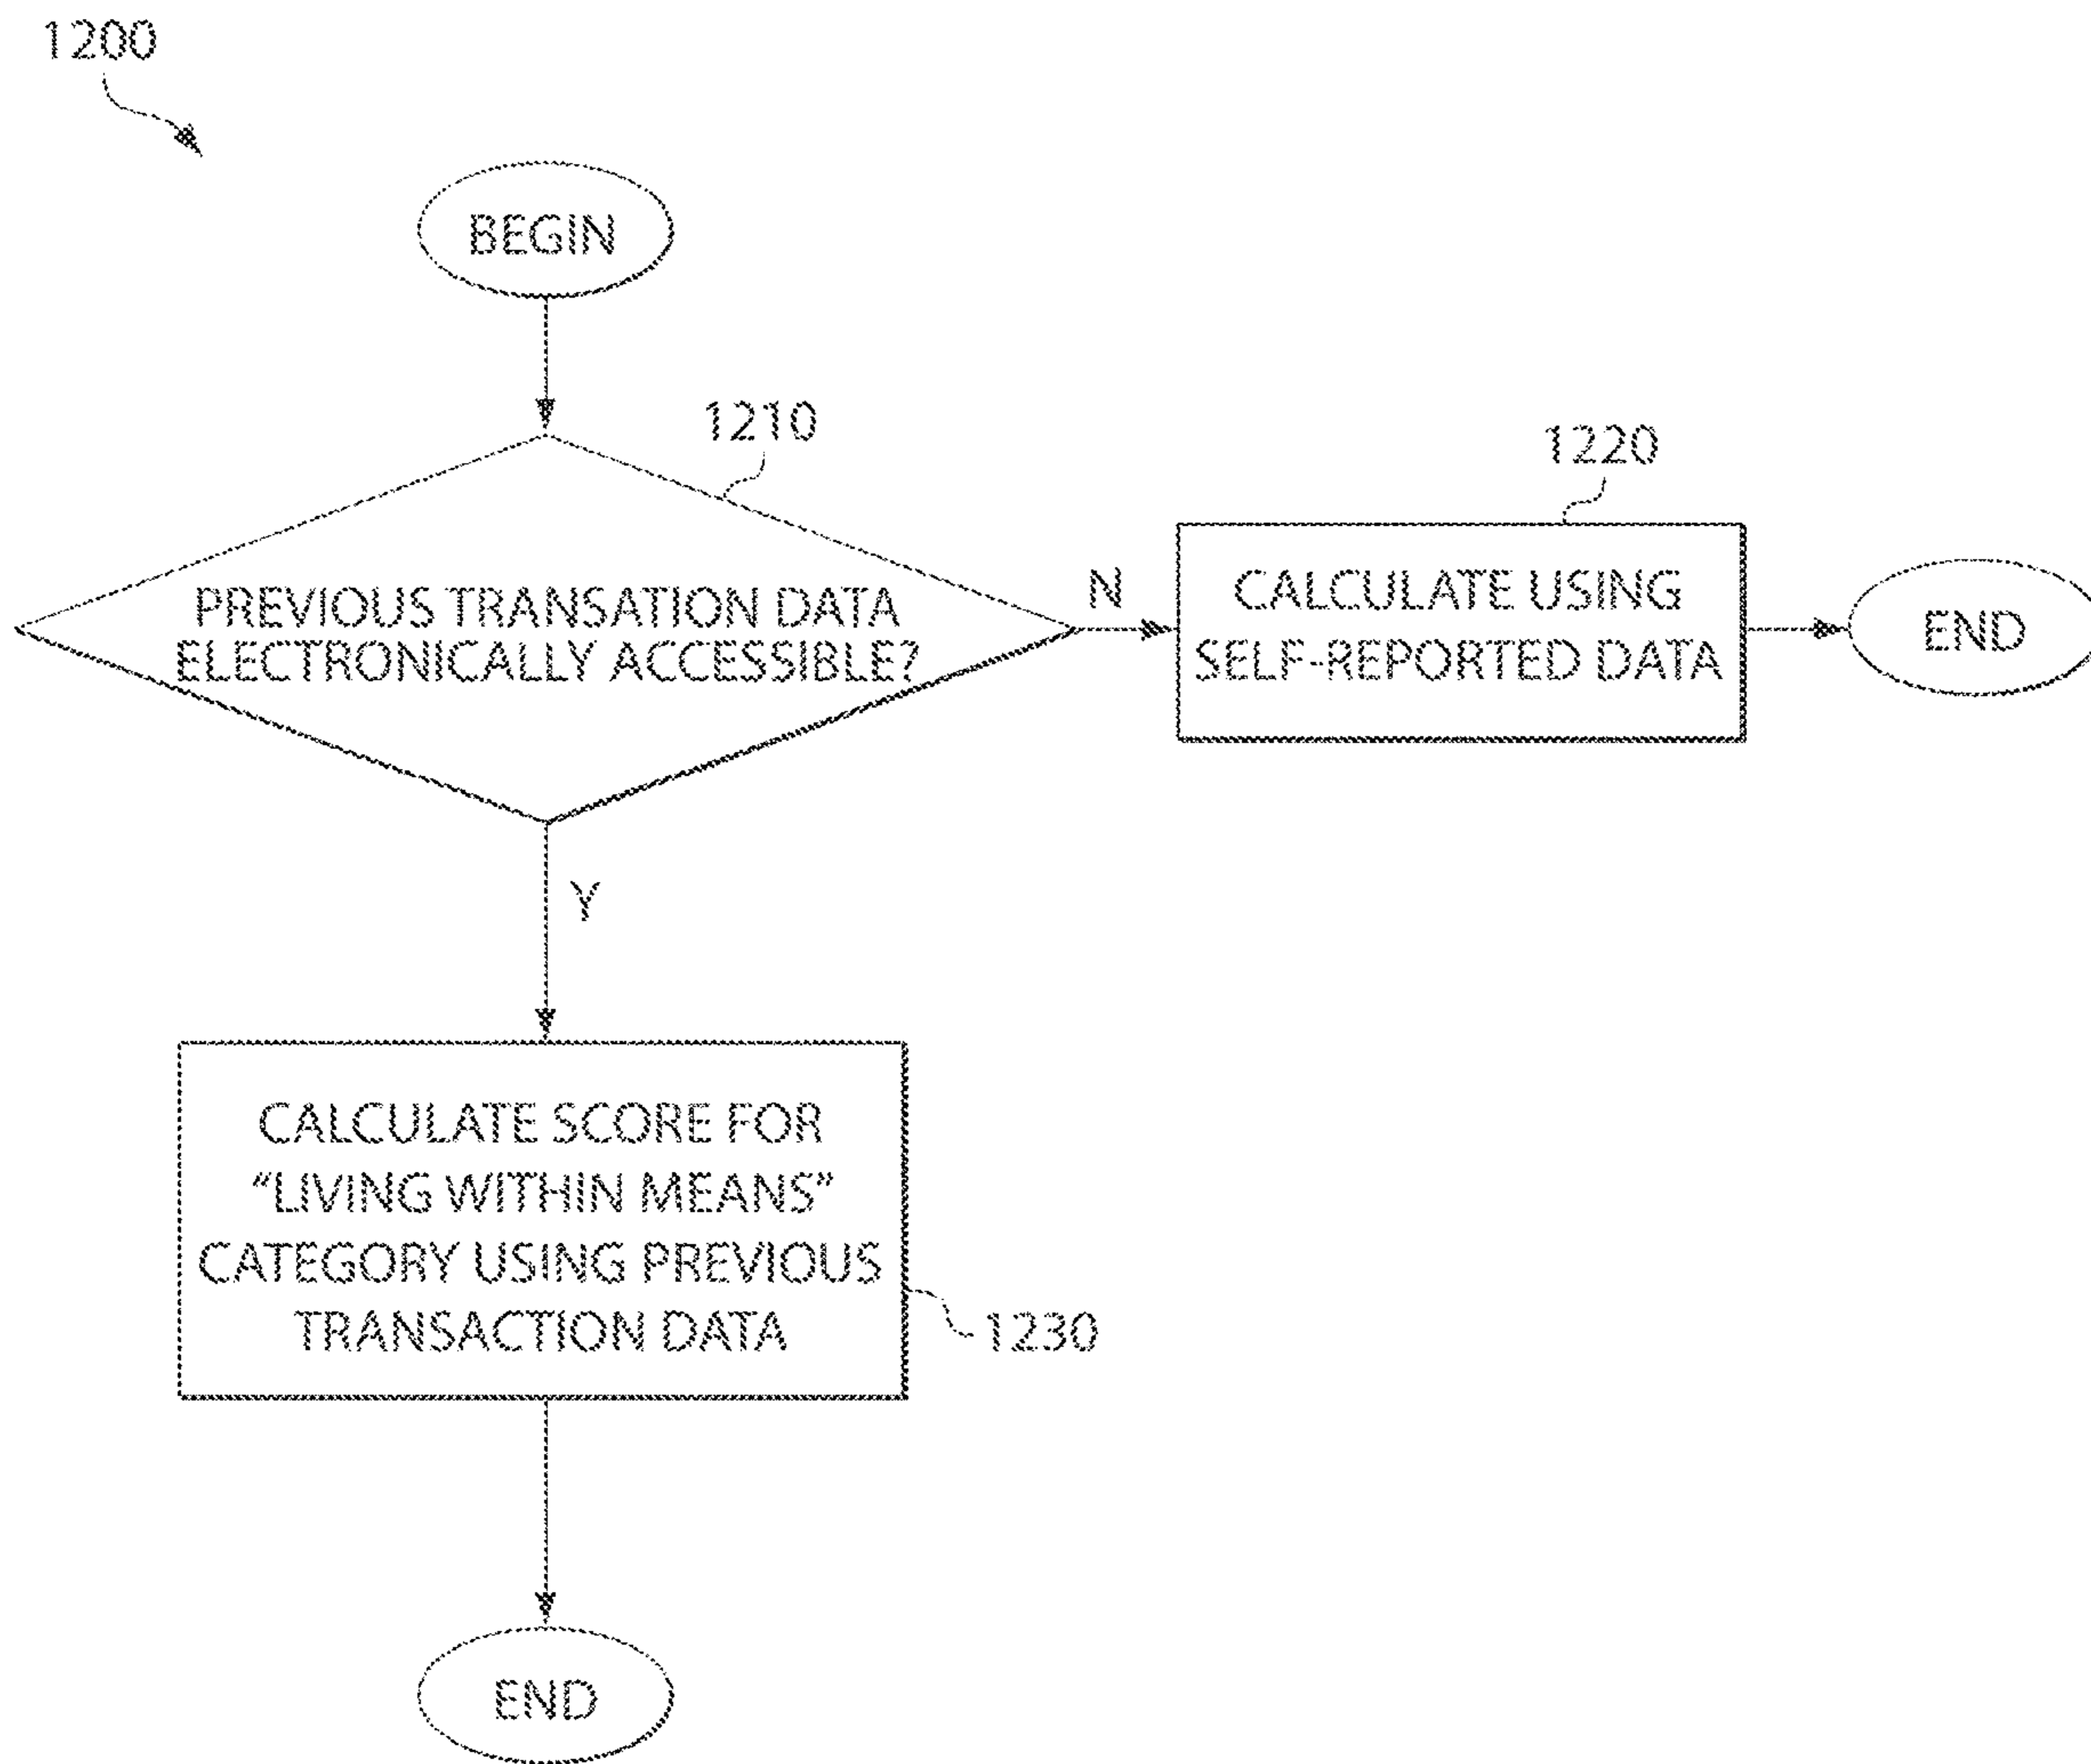 1200
BEGIN
1210
PREVIOUS TRANSATION DATA
ELECTRONICALLY ACCESSIBLE?
N
1220
CALCULATE USING
SELF-REPORTED DATA
END
Y
CALCULATE SCORE FOR
“LIVING WITHIN MEANS”
CATEGORY USING PREVIOUS
TRANSACTION DATA
1230
END